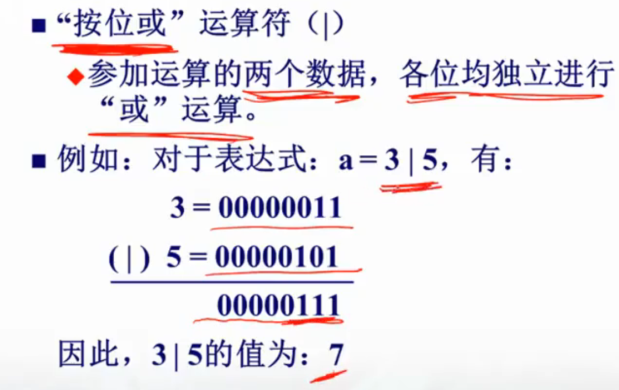 ■ “按位或”运算符（|）
◆参加运算的两个数据，各位均独立进行
“或”运算。
■ 例如：对于表达式：a = 3 | 5，有：
3 = 00000011
( | ) 5 = 00000101
00000111
因此，3 | 5的值为：7